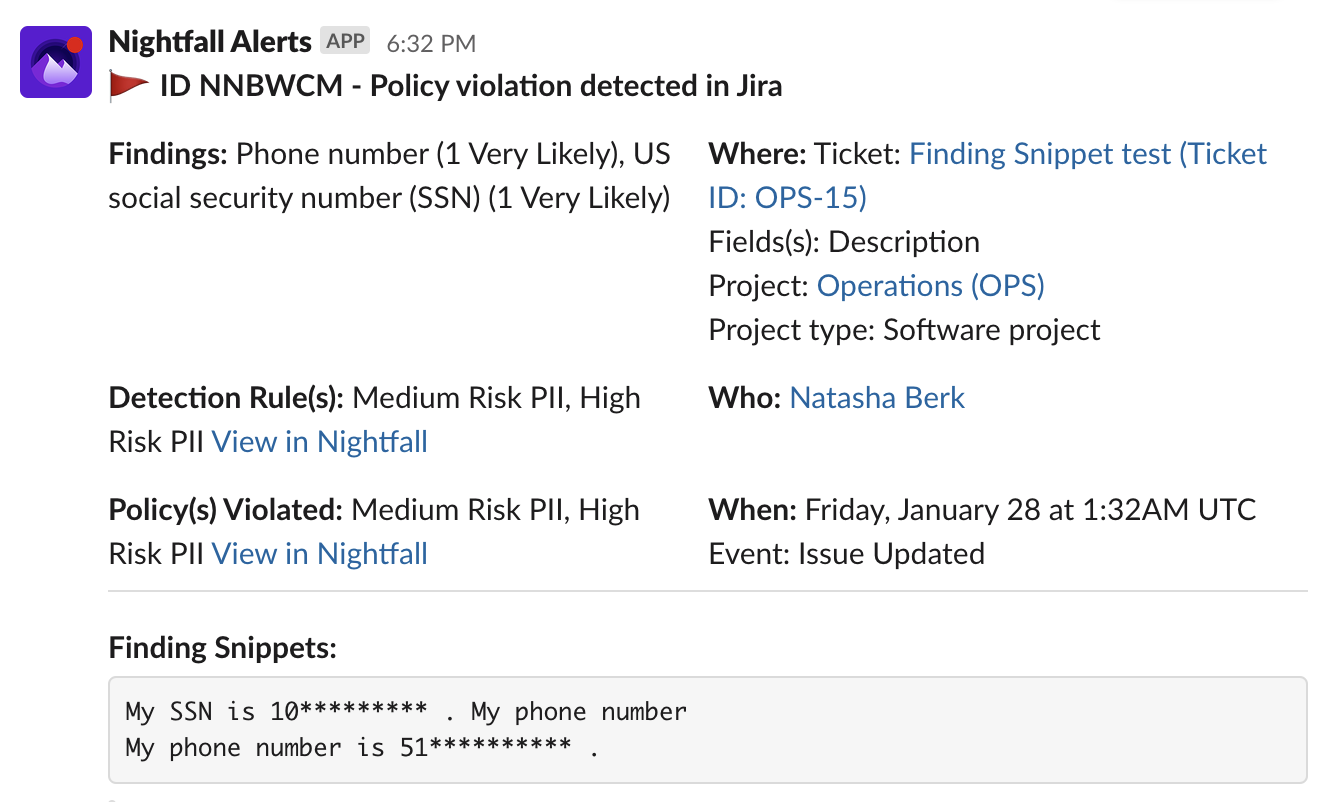 Nightfall Alerts APP 6:32 PM
ID NNBWCM - Policy violation detected in Jira
Findings: Phone number (1 Very Likely), US
social security number (SSN) (1 Very Likely)
Where: Ticket: Finding Snippet test (Ticket
ID: OPS-15)
Fields(s): Description
Project: Operations (OPS)
Project type: Software project
Detection Rule(s): Medium Risk PII, High
Risk PII View in Nightfall
Who: Natasha Berk
Policy(s) Violated: Medium Risk PII, High
Risk PII View in Nightfall
When: Friday, January 28 at 1:32AM UTC
Event: Issue Updated
Finding Snippets:
My SSN is 10********* . My phone number
My phone number is 51********** .